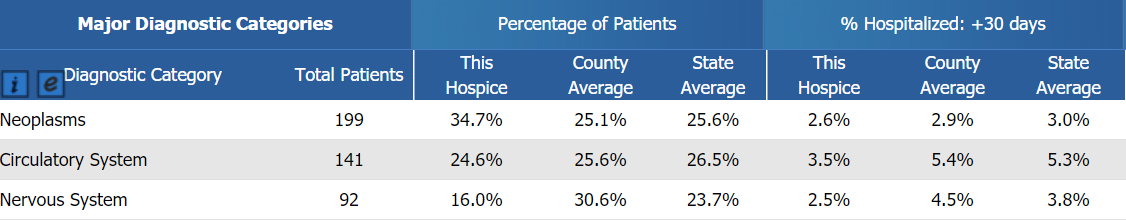 Major Diagnostic Categories Percentage of Patients % Hospitalized: +30 days
i e Diagnostic Category Total Patients This Hospice County Average State Average This Hospice County Average State Average
Neoplasms 199 34.7% 25.1% 25.6% 2.6% 2.9% 3.0%
Circulatory System 141 24.6% 25.6% 26.5% 3.5% 5.4% 5.3%
Nervous System 92 16.0% 30.6% 23.7% 2.5% 4.5% 3.8%